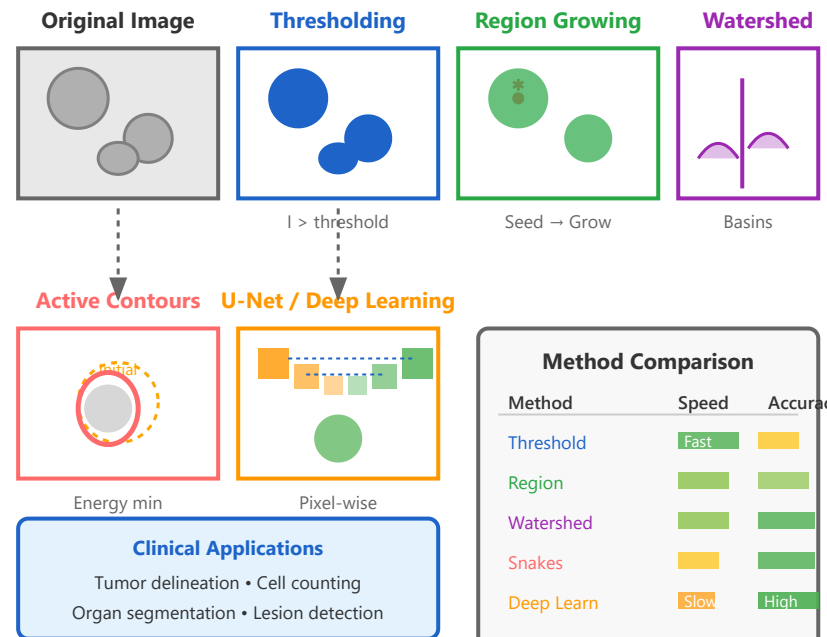 Original Image
Thresholding
Region Growing
Watershed
*
I > threshold
Seed → Grow
Basins
Active Contours
U-Net / Deep Learning
Initial
Energy min
Pixel-wise
Clinical Applications
Tumor delineation • Cell counting
Organ segmentation • Lesion detection
Method Comparison
Method Speed Accurac
Threshold Fast
Region
Watershed
Snakes
Deep Learn Slow High